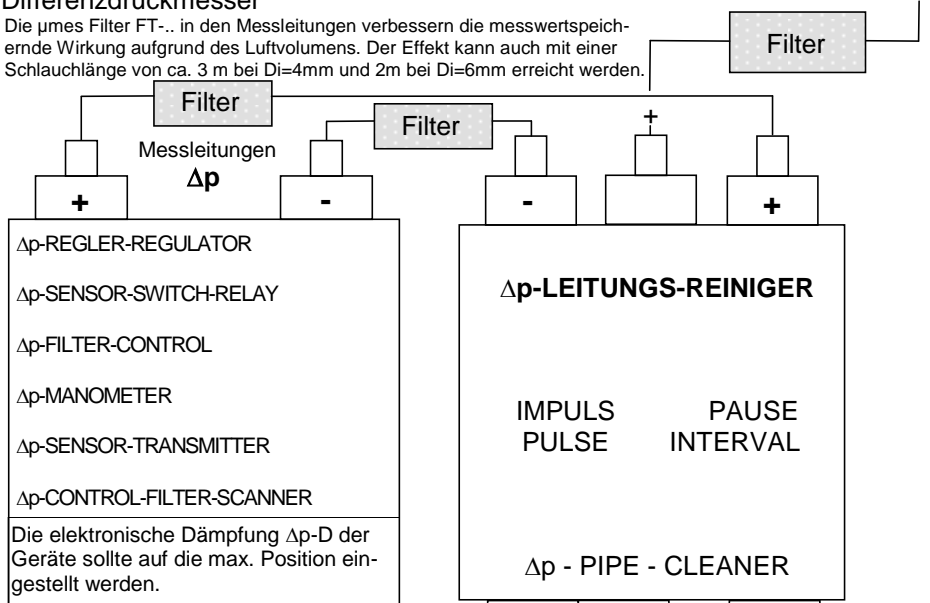 Differenzdruckmesser
Die µmes Filter FT-.. in den Messleitungen verbessern die messwertspeich-
ernde Wirkung aufgrund des Luftvolumens. Der Effekt kann auch mit einer
Schlauchlänge von ca. 3 m bei Di=4mm und 2m bei Di=6mm erreicht werden.
Filter
Filter
Filter
Messleitungen
Δp
+
+
-
-
+
Δp-REGLER-REGULATOR
Δp-SENSOR-SWITCH-RELAY
Δp-FILTER-CONTROL
Δp-MANOMETER
Δp-SENSOR-TRANSMITTER
Δp-CONTROL-FILTER-SCANNER
Die elektronische Dämpfung Δp-D der
Geräte sollte auf die max. Position ein-
gestellt werden.
Δp-LEITUNGS-REINIGER
IMPULS PAUSE
PULSE INTERVAL
Δp - PIPE - CLEANER